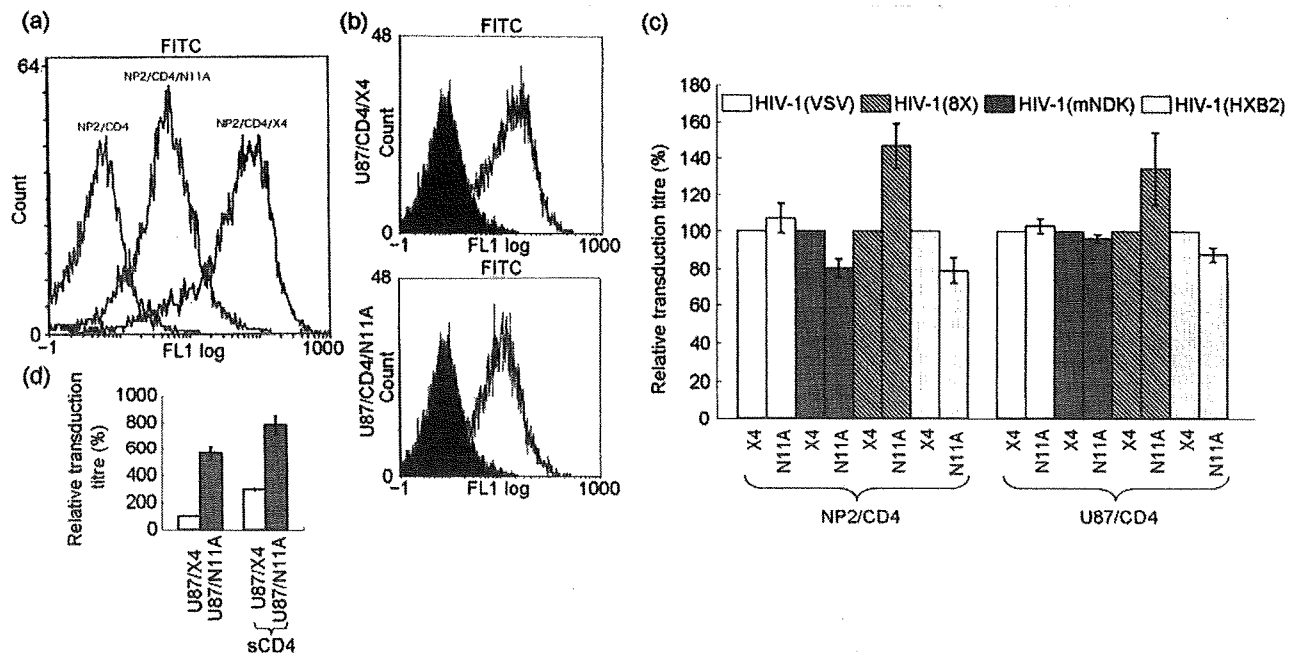 (a)
FITC
64
NP2/CD4/N11A
NP2/CD4
NP2/CD4/X4
Count
0
−1
FL1 log
1000
(b)
FITC
48
U87/CD4/X4
Count
0
−1
FL1 log
1000
FITC
48
U87/CD4/N11A
Count
0
−1
FL1 log
1000
(c)
Relative transduction titre (%)
180
160
140
120
100
80
60
40
20
0
HIV-1(VSV) HIV-1(8X) HIV-1(mNDK) HIV-1(HXB2)
X4 N11A X4 N11A X4 N11A X4 N11A
NP2/CD4
X4 N11A X4 N11A X4 N11A X4 N11A
U87/CD4
(d)
Relative transduction
titre (%)
1000
800
600
400
200
0
U87/X4
U87/N11A
U87/X4
U87/N11A
sCD4